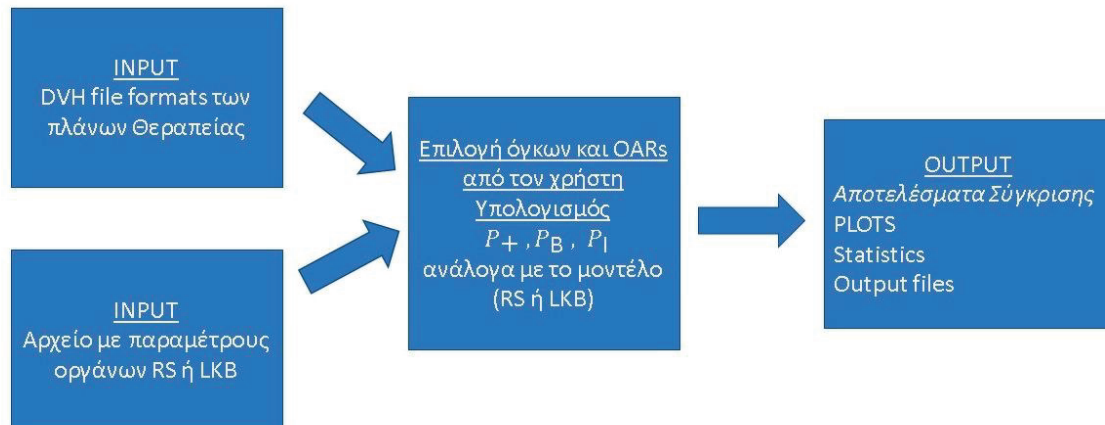 INPUT
DVH file formats των
πλάνων Θεραπείας
INPUT
Αρχείο με παραμέτρους
οργάνων RS ή LKB
Επιλογή όγκων και OARs
από τον χρήστη
Υπολογισμός
P+ , PB , PI
ανάλογα με το μοντέλο
(RS ή LKB)
OUTPUT
Αποτελέσματα Σύγκρισης
PLOTS
Statistics
Output files